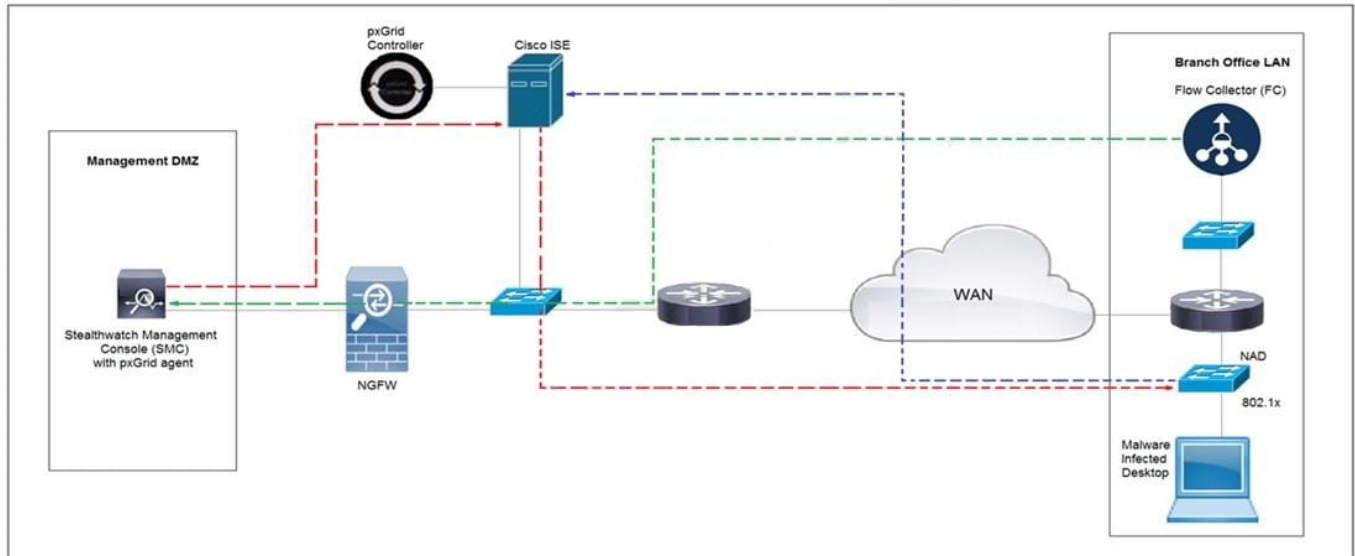 pxGrid
Controller
Cisco ISE
Branch Office LAN
Flow Collector (FC)
Management DMZ
WAN
Stealthwatch Management
Console (SMC)
with pxGrid agent
NGFW
NAD
802.1x
Malware
Infected
Desktop